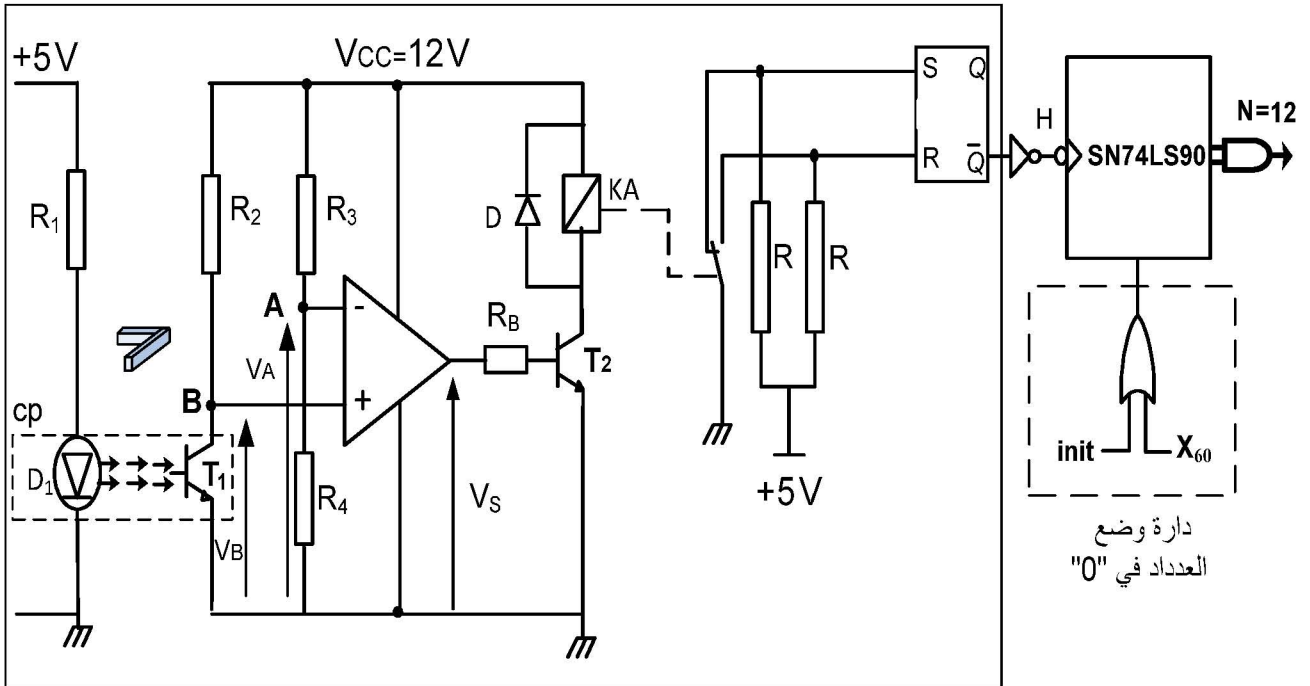 +5V
VCC=12V
R1
R2
R3
A
VA
B
cp
D1
T1
VB
R4
VS
RB
T2
D
KA
R
R
+5V
S Q
R Q̅
H
SN74LS90
N=12
init
X60
دارة وضع
العدداد في "0"
-
+